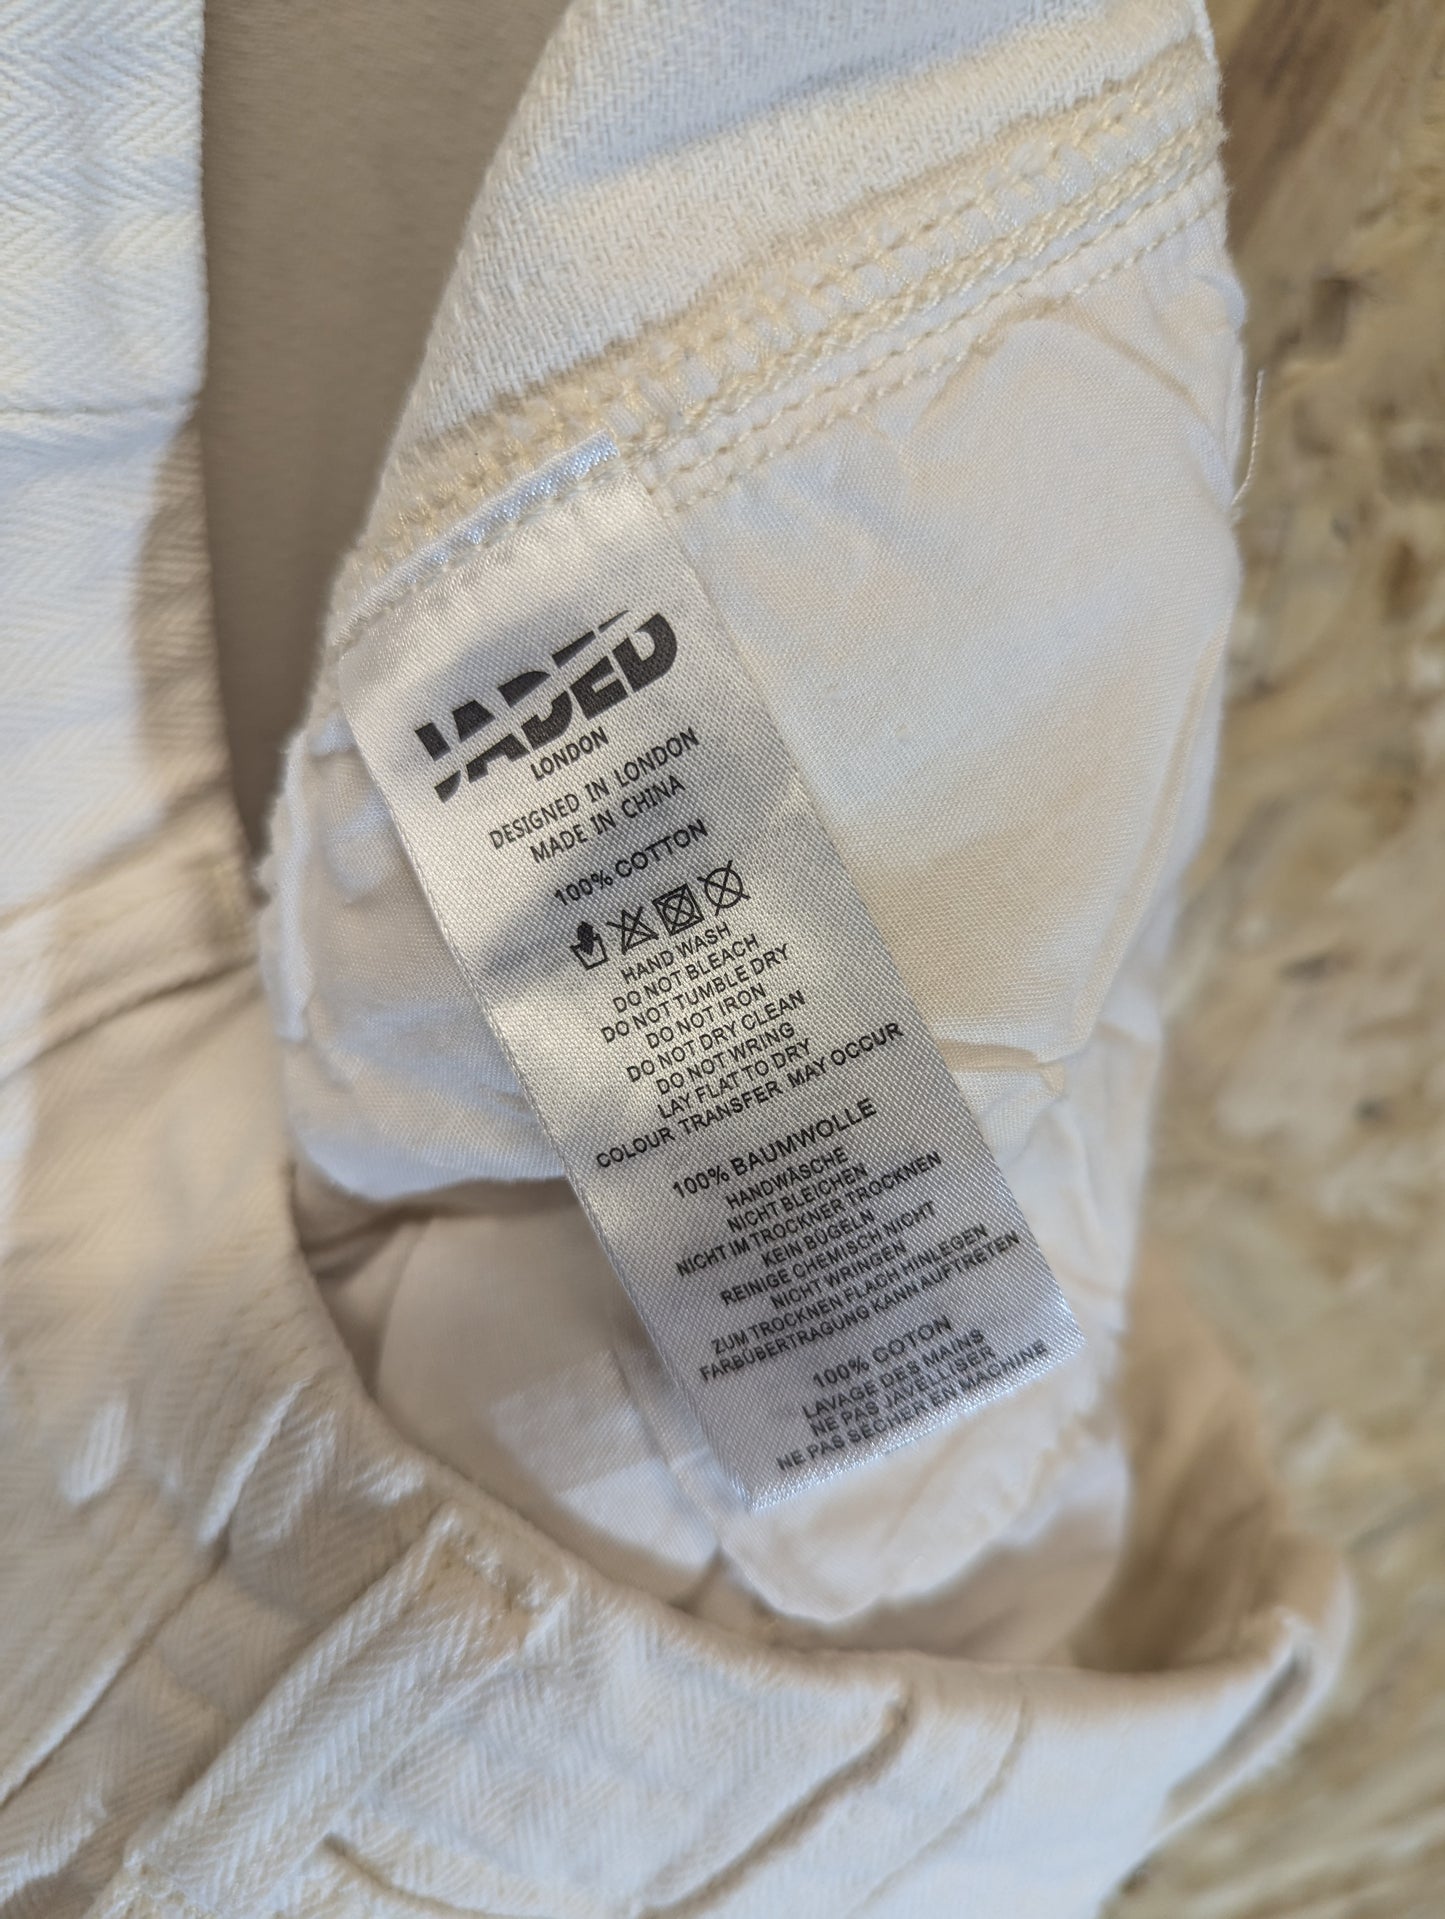 JADED
LONDON
DESIGNED IN LONDON
MADE IN CHINA
100% COTTON
HAND WASH
DO NOT BLEACH
DO NOT TUMBLE DRY
DO NOT IRON
DO NOT DRY CLEAN
DO NOT WRING
LAY FLAT TO DRY
COLOUR TRANSFER MAY OCCUR
100% BAUMWOLLE
HANDWÄSCHE
NICHT BLEICHEN
NICHT IM TROCKNER TROCKNEN
KEIN BÜGELN
REINIGE CHEMISCH NICHT
NICHT WRINGEN
ZUM TROCKNEN FLACH HINLEGEN
FARBÜBERTRAGUNG KANN AUFTRETEN
100% COTON
LAVAGE DES MAINS
NE PAS JAVELLISER
NE PAS SÉCHER EN MACHINE